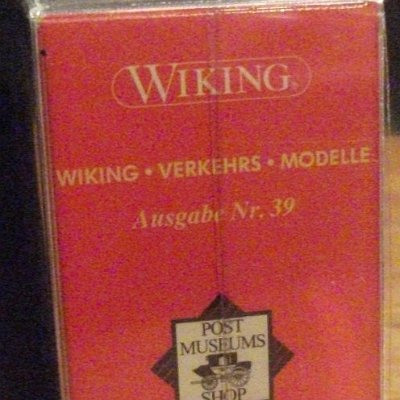 WIKING®
WIKING • VERKEHRS • MODELLE
Ausgabe Nr. 39
POST
MUSEUMS
SHOP